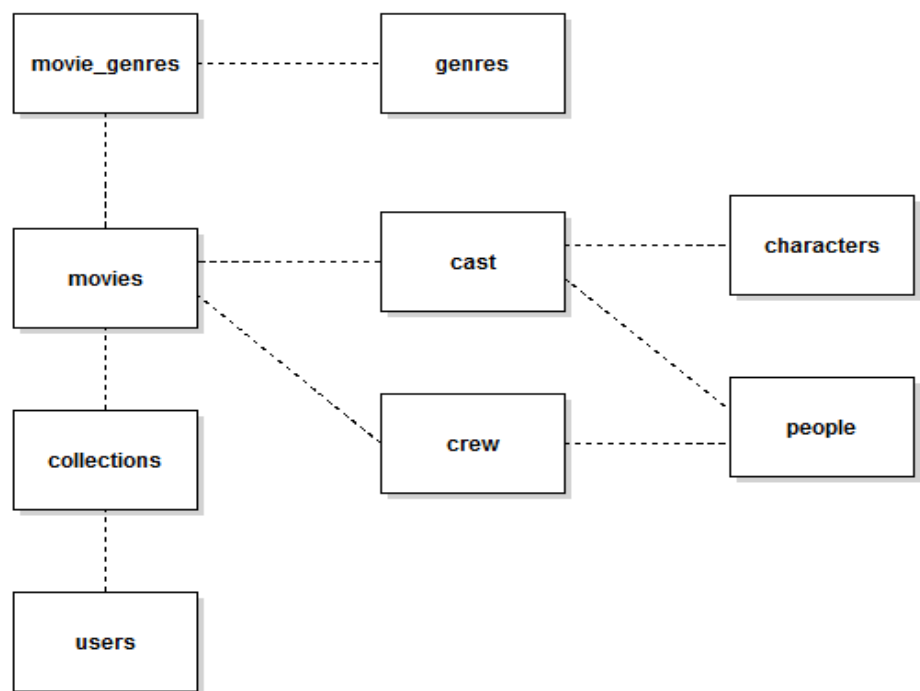 movie_genres
genres
movies
cast
characters
collections
crew
people
users